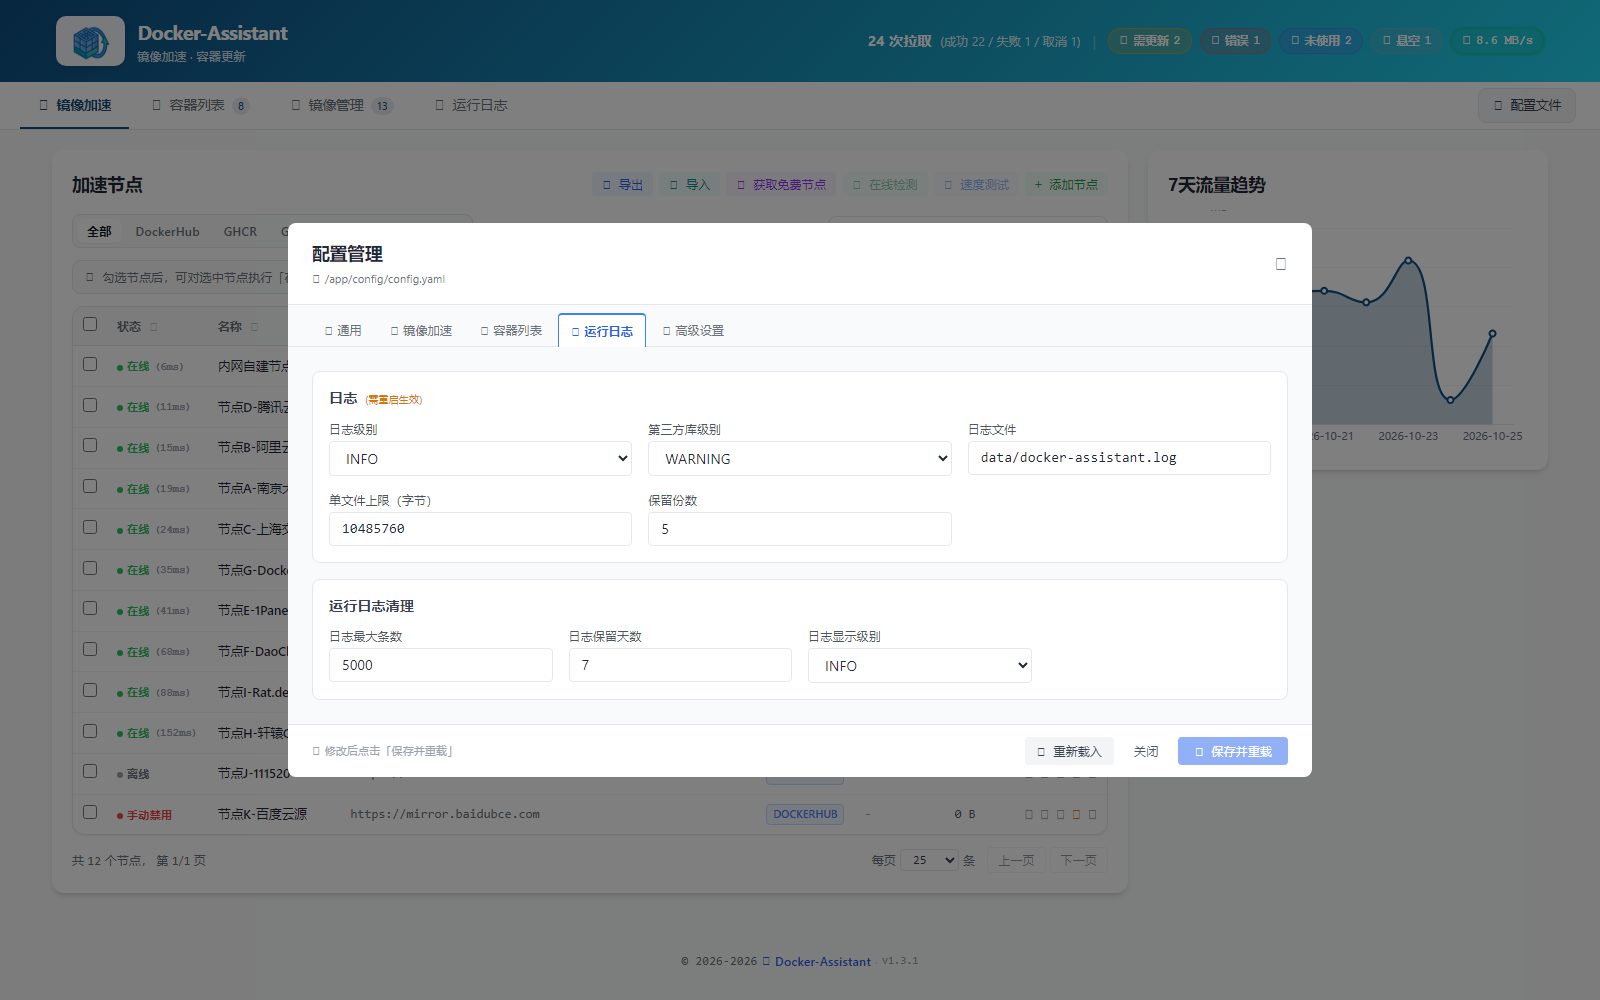 Docker-Assistant
镜像加速 · 容器更新
24 次拉取 (成功 22 / 失败 1 / 取消 1) | 需更新 2 错误 1 未使用 2 悬空 1 8.6 MB/s
镜像加速 容器列表 8 镜像管理 13 运行日志 配置文件
加速节点 导出 导入 获取免费节点 在线检测 速度测试 + 添加节点
7天流量趋势
全部 DockerHub GHCR
勾选节点后，可对选中节点执行
状态 名称
在线 (6ms) 内网自建节点
在线 (11ms) 节点D-腾讯云
在线 (15ms) 节点B-阿里云
在线 (19ms) 节点A-南京大
在线 (24ms) 节点C-上海交
在线 (35ms) 节点G-Dock
在线 (41ms) 节点E-1Pane
在线 (68ms) 节点F-DaoCl
在线 (88ms) 节点I-Rat.de
在线 (152ms) 节点H-轩辕
离线 节点J-111520
手动禁用 节点K-百度云源 https://mirror.baidubce.com DOCKERHUB - 0 B
共 12 个节点， 第 1/1 页 每页 25 条 上一页 下一页
6-10-21 2026-10-23 2026-10-25
配置管理
/app/config/config.yaml
通用 镜像加速 容器列表 运行日志 高级设置
日志 (需重启生效)
日志级别 第三方库级别 日志文件
INFO WARNING data/docker-assistant.log
单文件上限（字节） 保留份数
10485760 5
运行日志清理
日志最大条数 日志保留天数 日志显示级别
5000 7 INFO
修改后点击「保存并重载」 重新载入 关闭 保存并重载
© 2026-2026 Docker-Assistant v1.3.1